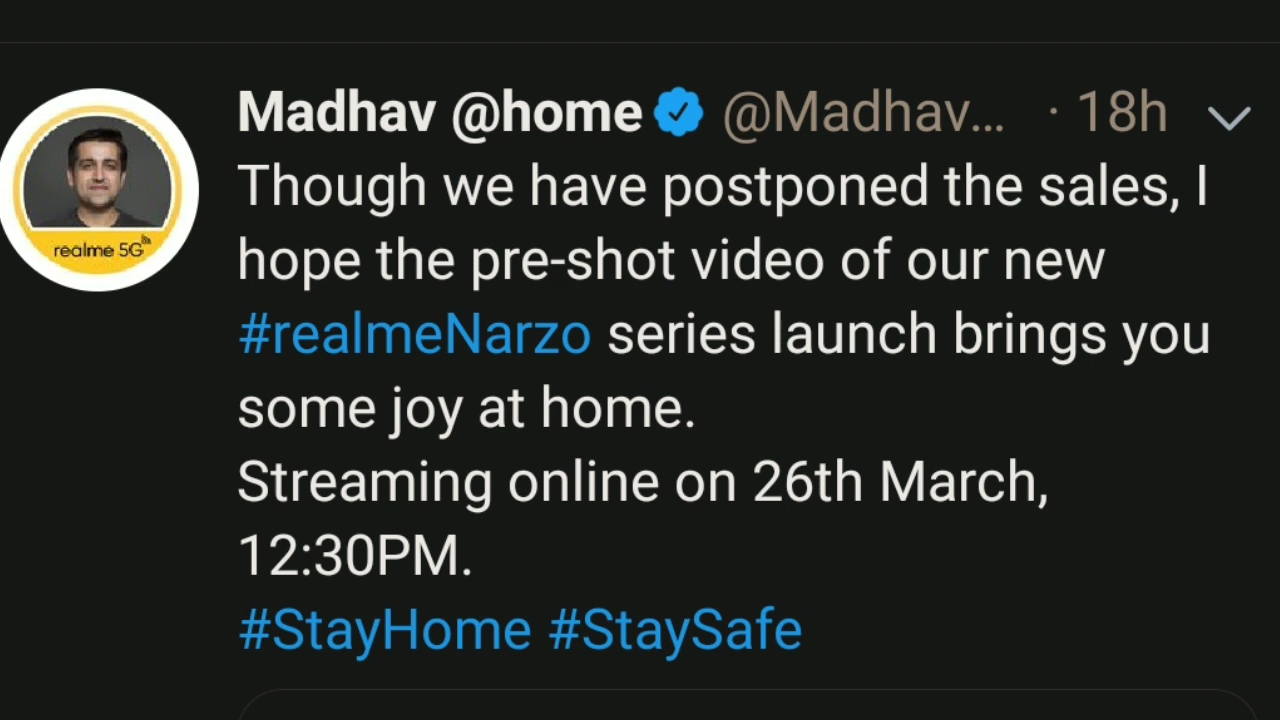 Madhav @home @Madhav... · 18h
Though we have postponed the sales, I
hope the pre-shot video of our new
#realmeNarzo series launch brings you
some joy at home.
Streaming online on 26th March,
12:30PM.
#StayHome #StaySafe
realme 5G